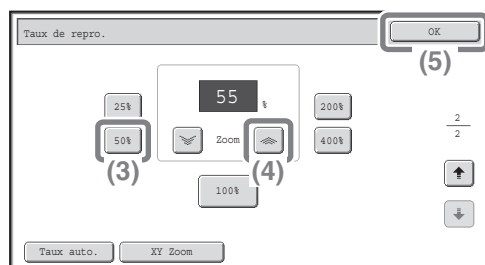 Taux de repro.
OK
(5)
55 %
25%
200%
50%
Zoom
400%
(3)
(4)
100%
2
2
Taux auto.
XY Zoom